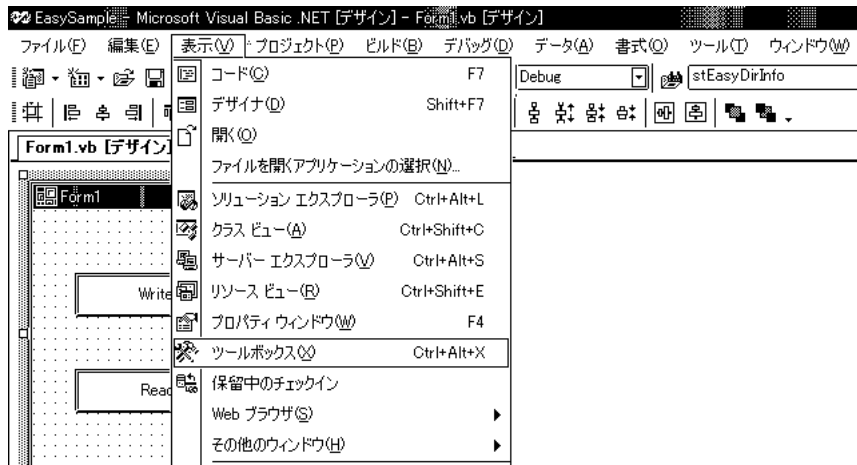 EasySample - Microsoft Visual Basic .NET [デザイン] - Form1.vb [デザイン]
ファイル(F) 編集(E) 表示(V) プロジェクト(P) ビルド(B) デバッグ(D) データ(A) 書式(O) ツール(T) ウィンドウ(W)
Debug stEasyDirInfo
Form1.vb [デザイン]
Form1
Write
Read
コード(C) F7
デザイナ(D) Shift+F7
開く(O)
ファイルを開くアプリケーションの選択(N)...
ソリューション エクスプローラ(P) Ctrl+Alt+L
クラス ビュー(A) Ctrl+Shift+C
サーバー エクスプローラ(V) Ctrl+Alt+S
リソース ビュー(R) Ctrl+Shift+E
プロパティ ウィンドウ(W) F4
ツールボックス(X) Ctrl+Alt+X
保留中のチェックイン
Web ブラウザ(S)
その他のウィンドウ(H)